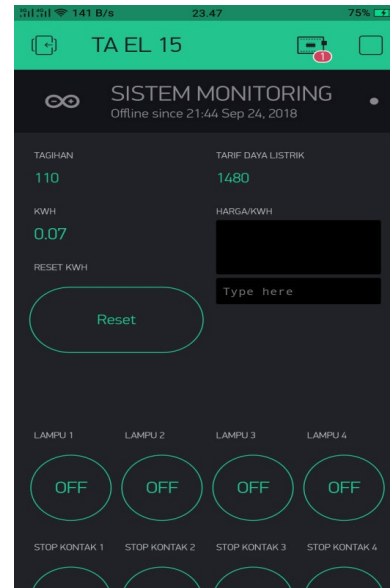 141 B/s 23.47 75%
TA EL 15
1
SISTEM MONITORING
Offline since 21:44 Sep 24, 2018
TAGIHAN TARIF DAYA LISTRIK
110 1480
KWH HARGA/KWH
0.07
RESET KWH
Type here
Reset
LAMPU 1 LAMPU 2 LAMPU 3 LAMPU 4
OFF OFF OFF OFF
STOP KONTAK 1 STOP KONTAK 2 STOP KONTAK 3 STOP KONTAK 4